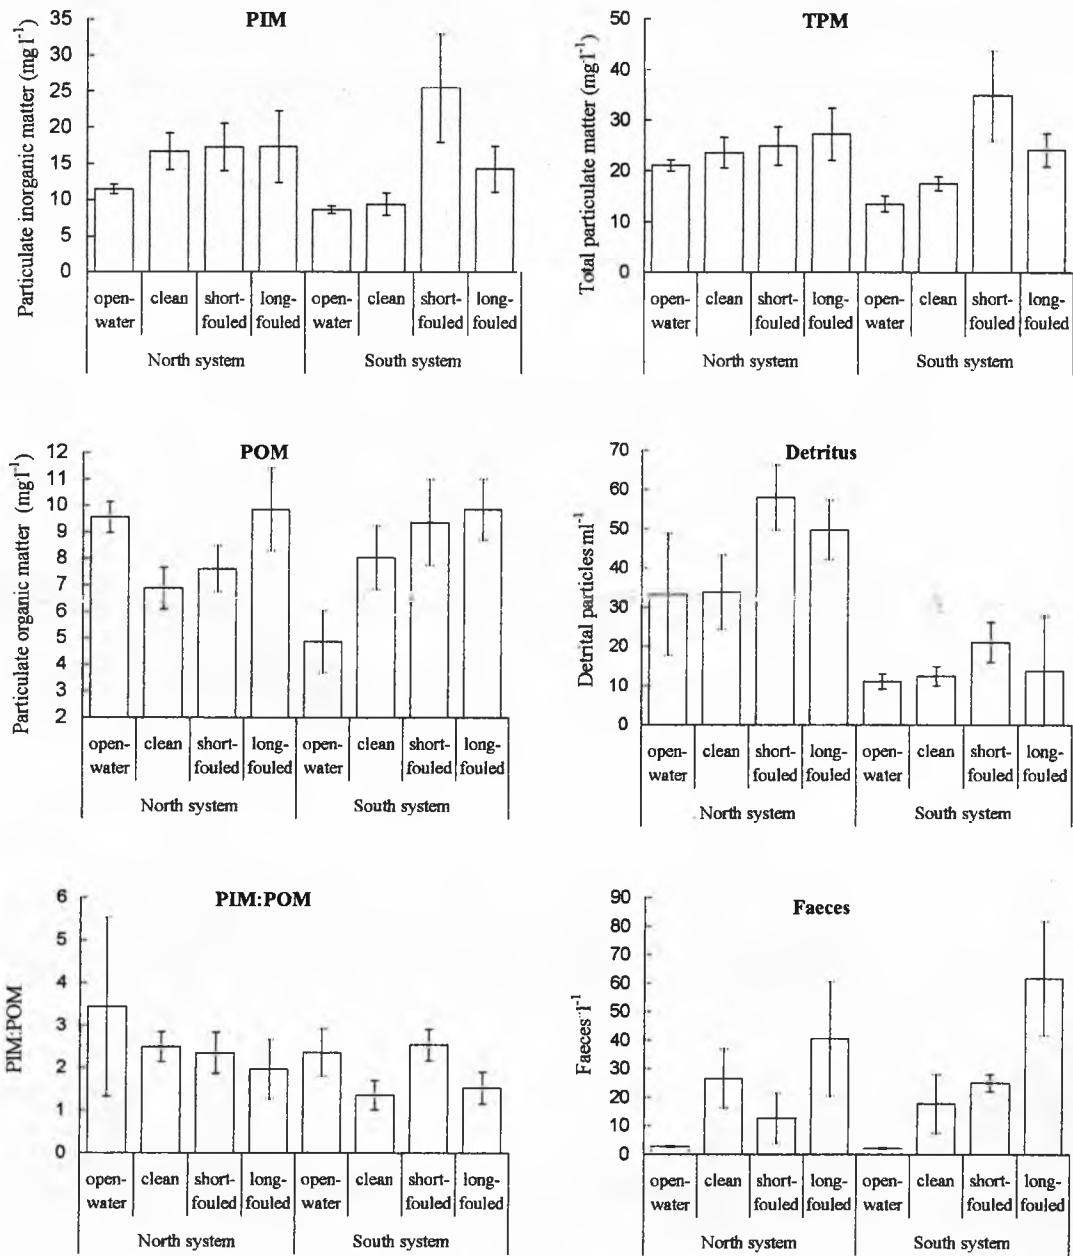 PIM
Particulate inorganic matter (mg l⁻¹)
35
30
25
20
15
10
5
0
open- clean short- long- open- clean short- long-
water fouled fouled water fouled fouled
North system South system
TPM
Total particulate matter (mg l⁻¹)
50
40
30
20
10
0
open- clean short- long- open- clean short- long-
water fouled fouled water fouled fouled
North system South system
POM
Particulate organic matter (mg l⁻¹)
12
11
10
9
8
7
6
5
4
3
2
open- clean short- long- open- clean short- long-
water fouled fouled water fouled fouled
North system South system
Detritus
Detrital particles ml⁻¹
70
60
50
40
30
20
10
0
open- clean short- long- open- clean short- long-
water fouled fouled water fouled fouled
North system South system
PIM:POM
PIM:POM
6
5
4
3
2
1
0
open- clean short- long- open- clean short- long-
water fouled fouled water fouled fouled
North system South system
Faeces
Faeces l⁻¹
90
80
70
60
50
40
30
20
10
0
open- clean short- long- open- clean short- long-
water fouled fouled water fouled fouled
North system South system